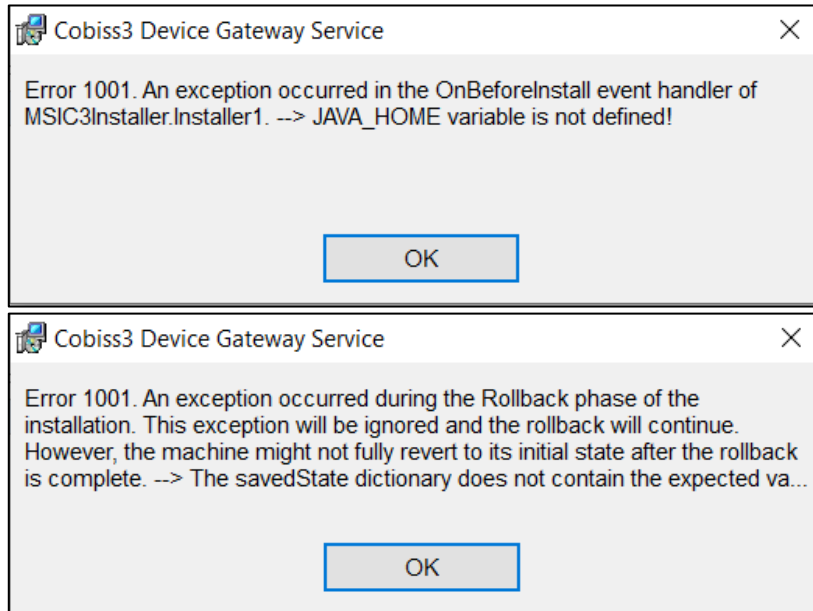 Cobiss3 Device Gateway Service
Error 1001. An exception occurred in the OnBeforeInstall event handler of
MSIC3Installer.Installer1. --> JAVA_HOME variable is not defined!
OK
Cobiss3 Device Gateway Service
Error 1001. An exception occurred during the Rollback phase of the
installation. This exception will be ignored and the rollback will continue.
However, the machine might not fully revert to its initial state after the rollback
is complete. --> The savedState dictionary does not contain the expected va...
OK